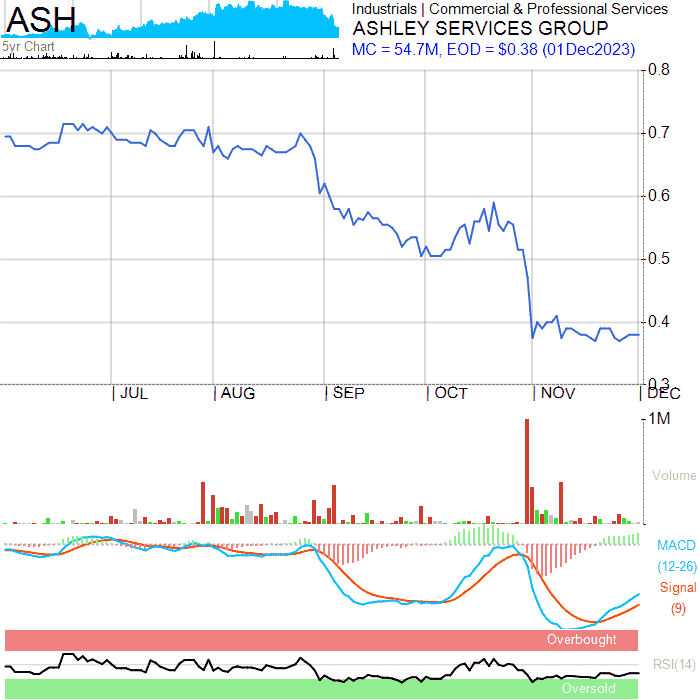 ASH
5yr Chart
Industrials | Commercial & Professional Services
ASHLEY SERVICES GROUP
MC = 54.7M, EOD = $0.38 (01Dec2023)
0.8
0.7
0.6
0.5
0.4
0.3
JUL AUG SEP OCT NOV DEC
1M
Volume
MACD
(12-26)
Signal
(9)
Overbought
RSI(14)
Oversold